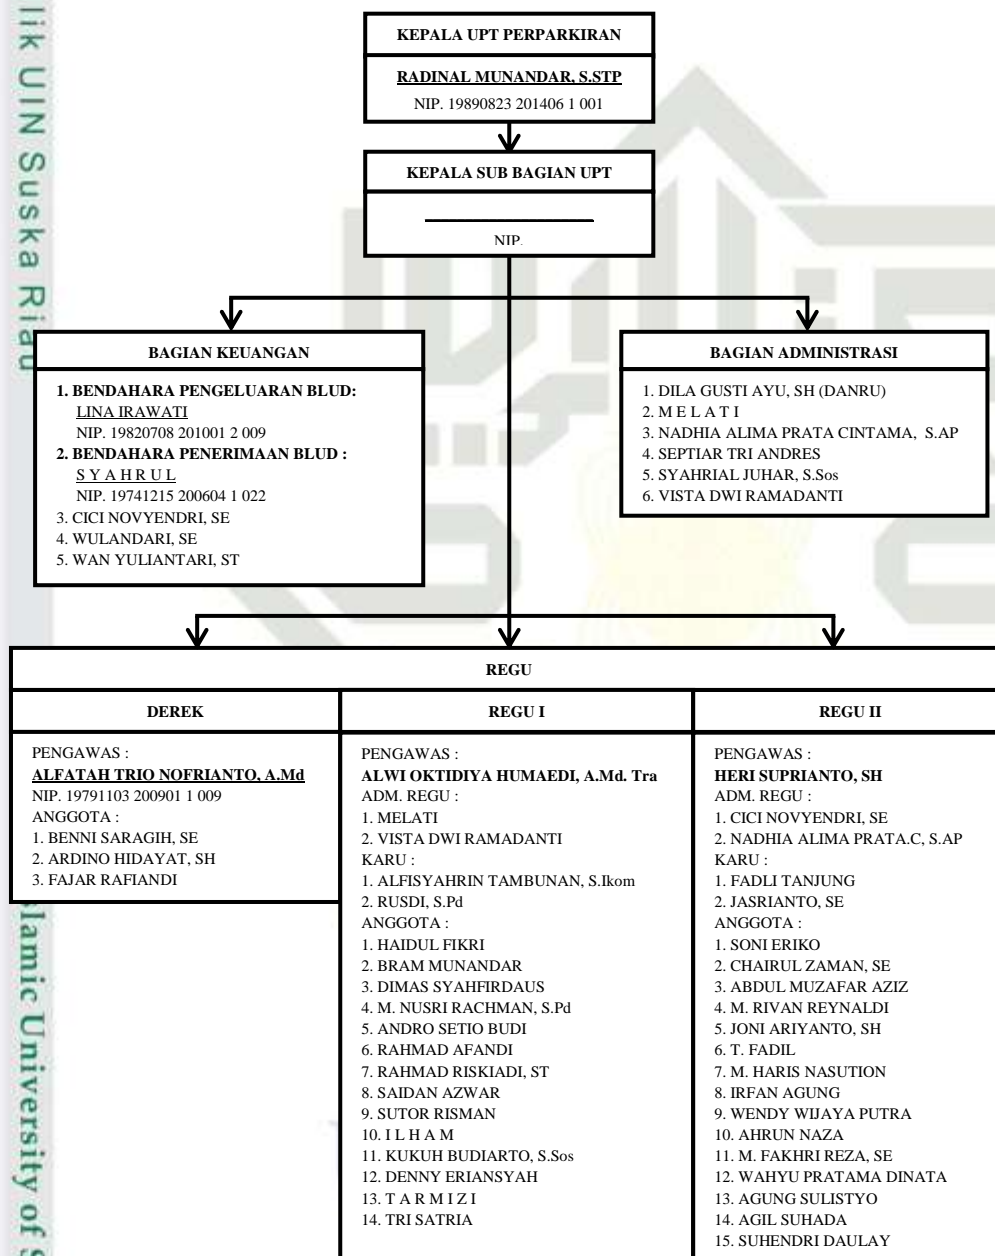 lik UIN Suska Riau
KEPALA UPT PERPARKIRAN
RADINAL MUNANDAR, S.STP
NIP. 19890823 201406 1 001
KEPALA SUB BAGIAN UPT
NIP.
BAGIAN KEUANGAN
1. BENDAHARA PENGELUARAN BLUD:
LINA IRAWATI
NIP. 19820708 201001 2 009
2. BENDAHARA PENERIMAAN BLUD :
S Y A H R U L
NIP. 19741215 200604 1 022
3. CICI NOVYENDRI, SE
4. WULANDARI, SE
5. WAN YULIANTARI, ST
BAGIAN ADMINISTRASI
1. DILA GUSTI AYU, SH (DANRU)
2. M E L A T I
3. NADHIA ALIMA PRATA CINTAMA, S.AP
4. SEPTIAR TRI ANDRES
5. SYAHRIAL JUHAR, S.Sos
6. VISTA DWI RAMADANTI
REGU
DEREK
PENGAWAS :
ALFATAH TRIO NOFRIANTO, A.Md
NIP. 19791103 200901 1 009
ANGGOTA :
1. BENNI SARAGIH, SE
2. ARDINO HIDAYAT, SH
3. FAJAR RAFIANDI
REGU I
PENGAWAS :
ALWI OKTIDIYA HUMAEDI, A.Md. Tra
ADM. REGU :
1. MELATI
2. VISTA DWI RAMADANTI
KARU :
1. ALFISYAHRIN TAMBUNAN, S.Ikom
2. RUSDI, S.Pd
ANGGOTA :
1. HAIDUL FIKRI
2. BRAM MUNANDAR
3. DIMAS SYAHFIRDAUS
4. M. NUSRI RACHMAN, S.Pd
5. ANDRO SETIO BUDI
6. RAHMAD AFANDI
7. RAHMAD RISKIADI, ST
8. SAIDAN AZWAR
9. SUTOR RISMAN
10. I L H A M
11. KUKUH BUDIARTO, S.Sos
12. DENNY ERIANSYAH
13. T A R M I Z I
14. TRI SATRIA
REGU II
PENGAWAS :
HERI SUPRIANTO, SH
ADM. REGU :
1. CICI NOVYENDRI, SE
2. NADHIA ALIMA PRATA.C, S.AP
KARU :
1. FADLI TANJUNG
2. JASRIANTO, SE
ANGGOTA :
1. SONI ERIKO
2. CHAIRUL ZAMAN, SE
3. ABDUL MUZAFAR AZIZ
4. M. RIVAN REYNALDI
5. JONI ARIYANTO, SH
6. T. FADIL
7. M. HARIS NASUTION
8. IRFAN AGUNG
9. WENDY WIJAYA PUTRA
10. AHRUN NAZA
11. M. FAKHRI REZA, SE
12. WAHYU PRATAMA DINATA
13. AGUNG SULISTYO
14. AGIL SUHADA
15. SUHENDRI DAULAY
slamic University of S